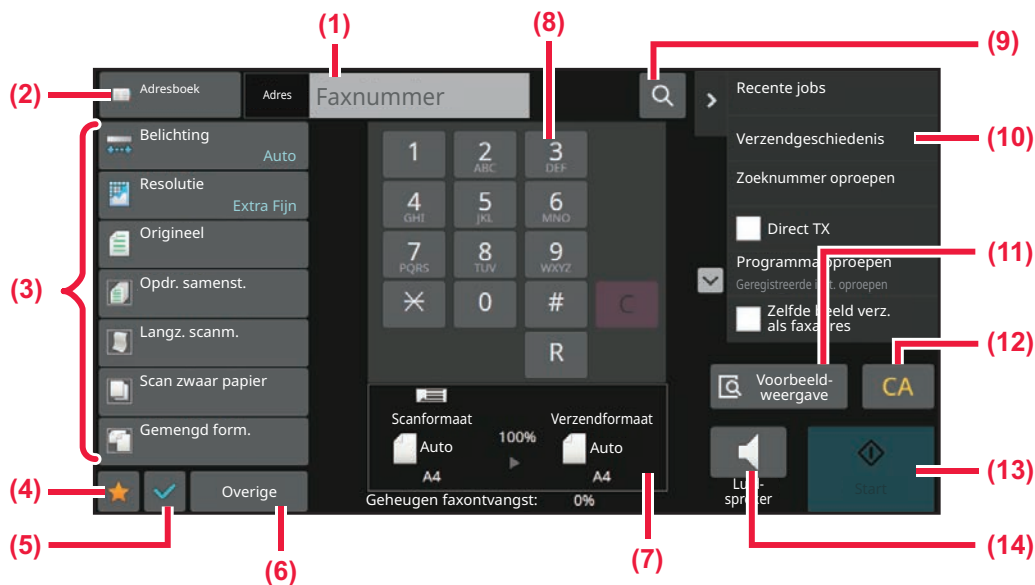 (1)
(8)
(9)
(2)
Adresboek
Adres
Faxnummer
Recente jobs
(3)
Belichting
Auto
Resolutie
Extra Fijn
Origineel
Opdr. samenst.
Langz. scanm.
Scan zwaar papier
Gemengd form.
1
2
ABC
3
DEF
4
GHI
5
JKL
6
MNO
7
PQRS
8
TUV
9
WXYZ
0
#
C
R
Verzendgeschiedenis
(10)
Zoeknummer oproepen
Direct TX
(11)
Programma oproepen
Geregistreerde inst. oproepen
Zelfde beeld verz.
als faxadres
(12)
Voorbeeld-
weergave
CA
Scanformaat
Auto
A4
100%
Verzendformaat
Auto
A4
Geheugen faxontvangst: 0%
(4)
(5)
Overige
(6)
(7)
Luid-
spreker
Start
(13)
(14)